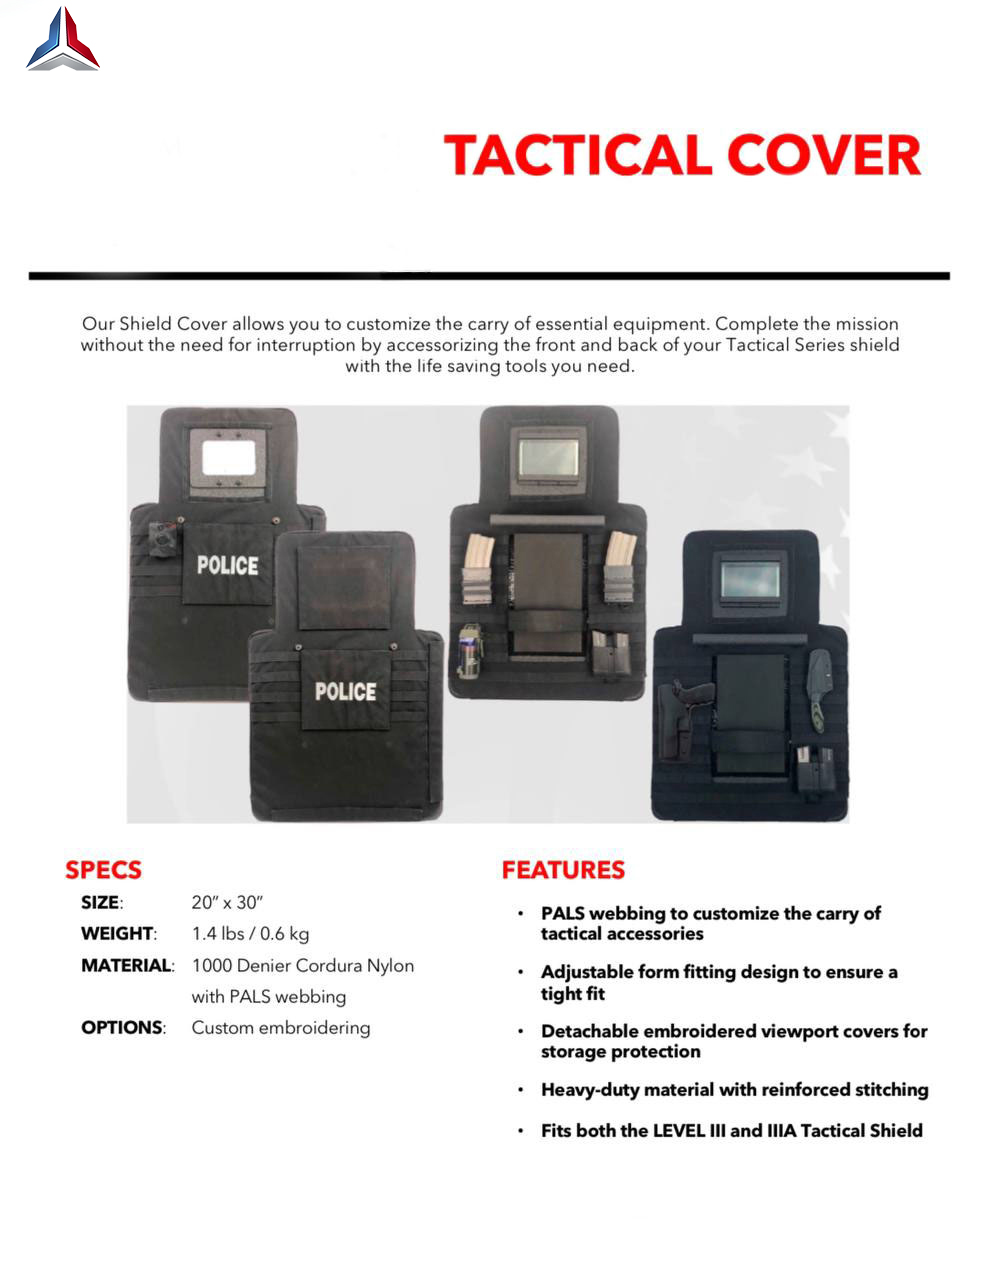 TACTICAL COVER
Our Shield Cover allows you to customize the carry of essential equipment. Complete the mission
without the need for interruption by accessorizing the front and back of your Tactical Series shield
with the life saving tools you need.
POLICE
POLICE
SPECS
SIZE: 20” x 30”
WEIGHT: 1.4 lbs / 0.6 kg
MATERIAL: 1000 Denier Cordura Nylon
with PALS webbing
OPTIONS: Custom embroidering
FEATURES
• PALS webbing to customize the carry of
tactical accessories
• Adjustable form fitting design to ensure a
tight fit
• Detachable embroidered viewport covers for
storage protection
• Heavy-duty material with reinforced stitching
• Fits both the LEVEL III and IIIA Tactical Shield